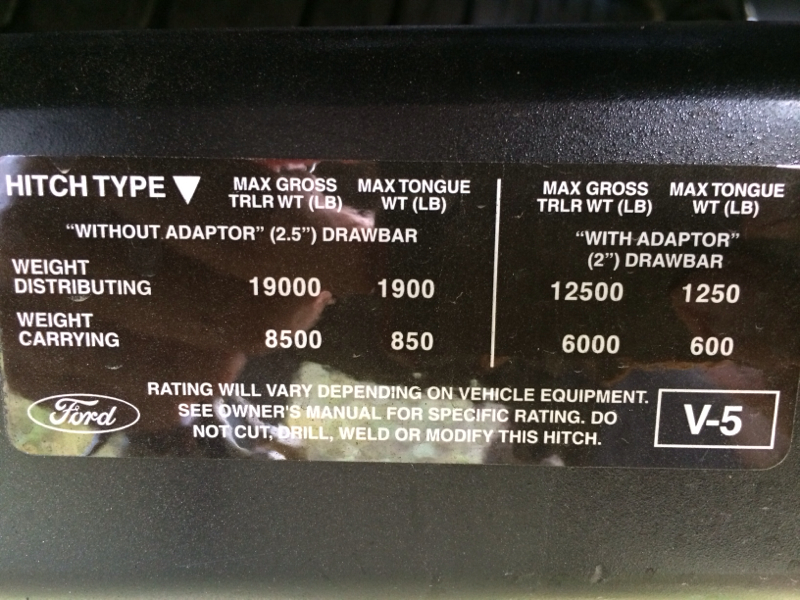 HITCH TYPE ▼ MAX GROSS TRLR WT (LB) MAX TONGUE WT (LB)
"WITHOUT ADAPTOR" (2.5") DRAWBAR
WEIGHT DISTRIBUTING 19000 1900
WEIGHT CARRYING 8500 850
MAX GROSS TRLR WT (LB) MAX TONGUE WT (LB)
"WITH ADAPTOR"
(2") DRAWBAR
12500 1250
6000 600
Ford
RATING WILL VARY DEPENDING ON VEHICLE EQUIPMENT.
SEE OWNER'S MANUAL FOR SPECIFIC RATING. DO
NOT CUT, DRILL, WELD OR MODIFY THIS HITCH.
V-5